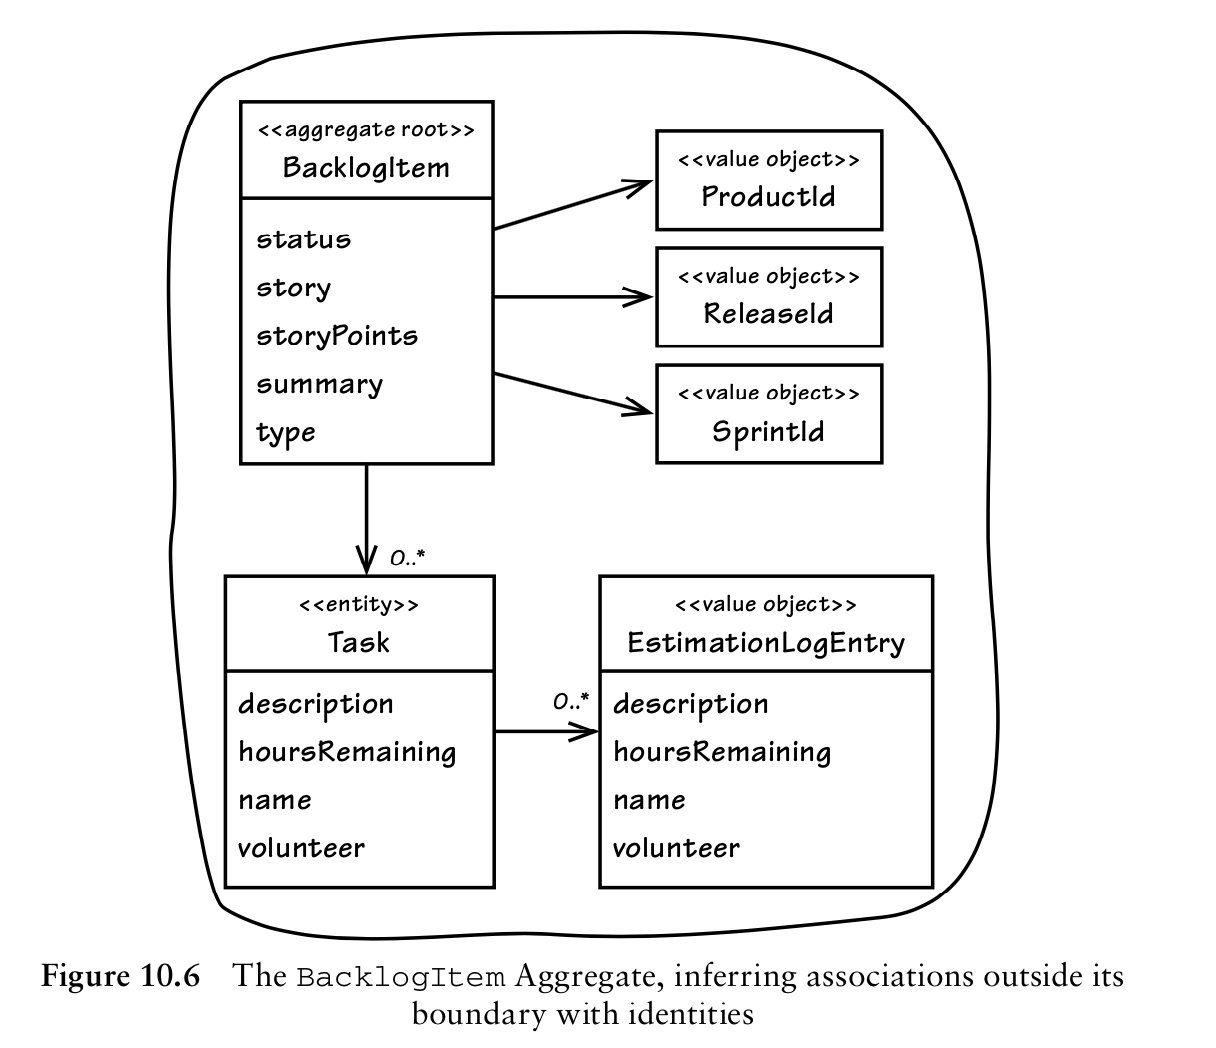 <<aggregate root>>
BacklogItem
status
story
storyPoints
summary
type
<<value object>>
ProductId
<<value object>>
ReleaseId
<<value object>>
SprintId
0..*
<<entity>>
Task
description
hoursRemaining
name
volunteer
0..*
<<value object>>
EstimationLogEntry
description
hoursRemaining
name
volunteer
Figure 10.6 The BacklogItem Aggregate, inferring associations outside its
boundary with identities